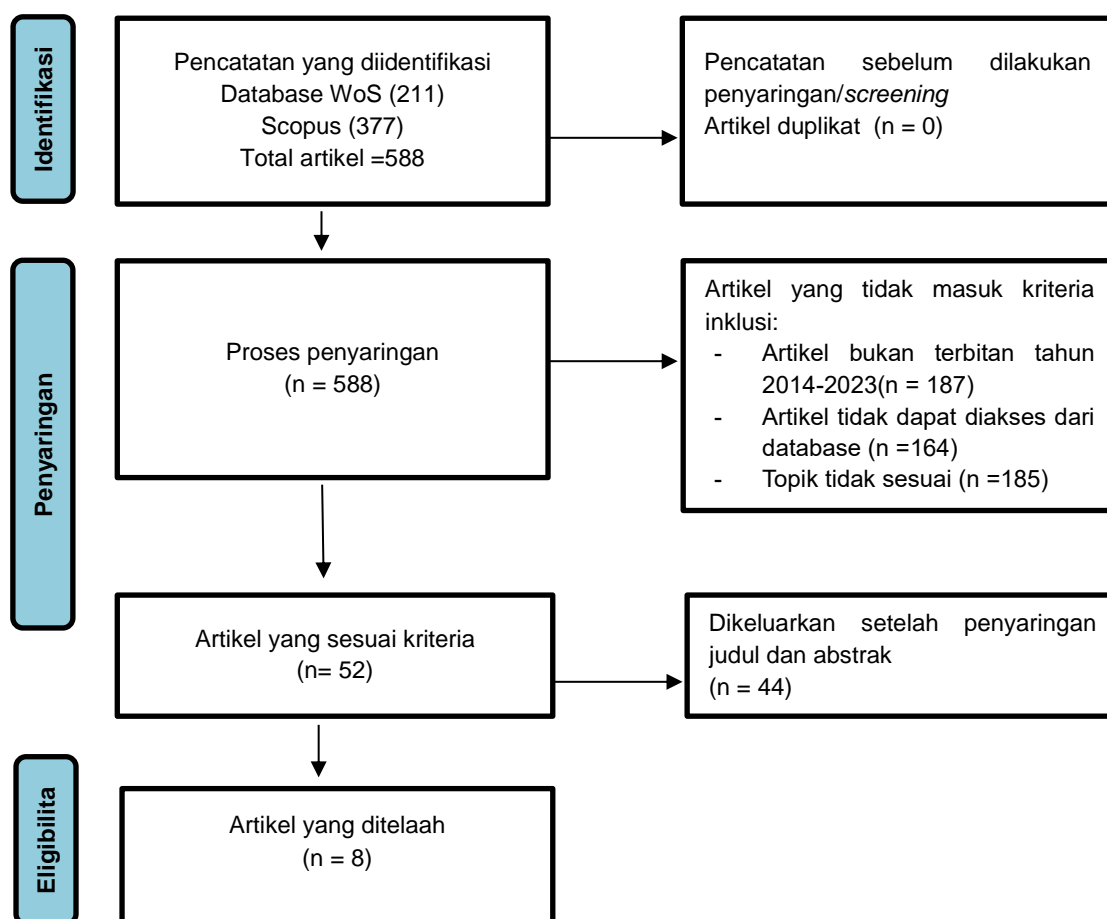 Identifikasi
Pencatatan yang diidentifikasi
Database WoS (211)
Scopus (377)
Total artikel =588
Pencatatan sebelum dilakukan
penyaringan/screening
Artikel duplikat (n = 0)
Penyaringan
Proses penyaringan
(n = 588)
Artikel yang tidak masuk kriteria
inklusi:
- Artikel bukan terbitan tahun
2014-2023(n = 187)
- Artikel tidak dapat diakses dari
database (n =164)
- Topik tidak sesuai (n =185)
Artikel yang sesuai kriteria
(n= 52)
Dikeluarkan setelah penyaringan
judul dan abstrak
(n = 44)
Eligibilita
Artikel yang ditelaah
(n = 8)